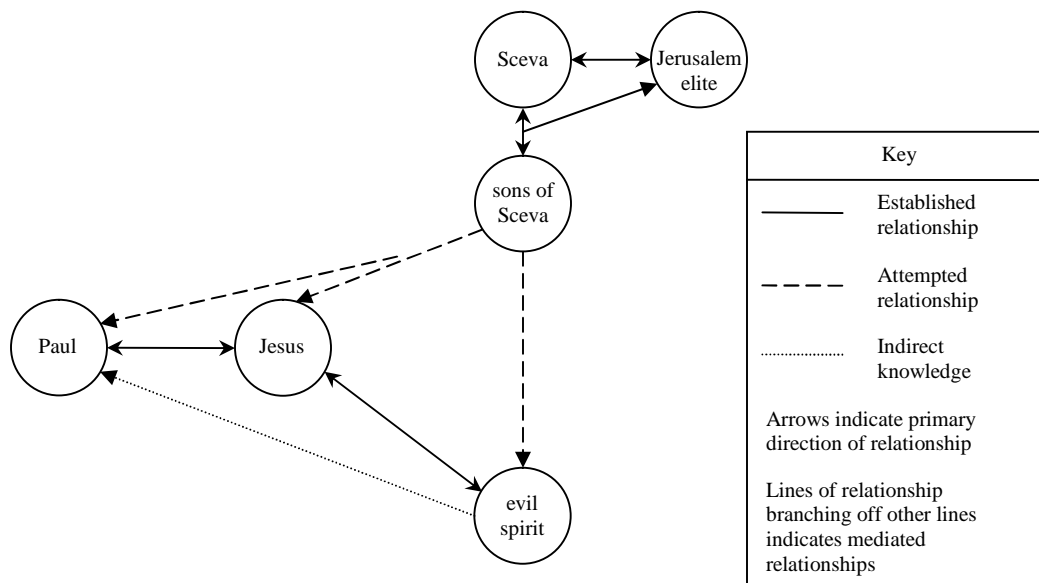 Sceva
Jerusalem
elite
sons of
Sceva
Paul
Jesus
evil
spirit
Key
Established
relationship
Attempted
relationship
Indirect
knowledge
Arrows indicate primary
direction of relationship
Lines of relationship
branching off other lines
indicates mediated
relationships